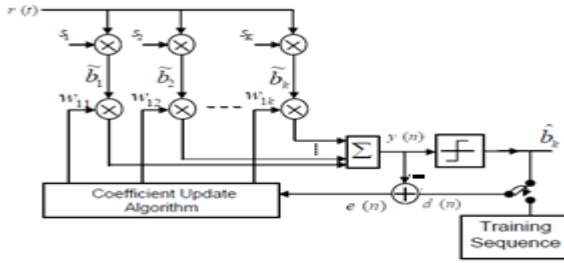 r (t)
s₁ s₂ sₖ
b̃₁ b̃₂ b̃ₖ
w₁₁ w₁₂ w₁ₖ
Σ y (n) b̂ₖ
Coefficient Update
Algorithm
e (n) d (n)
Training
Sequence